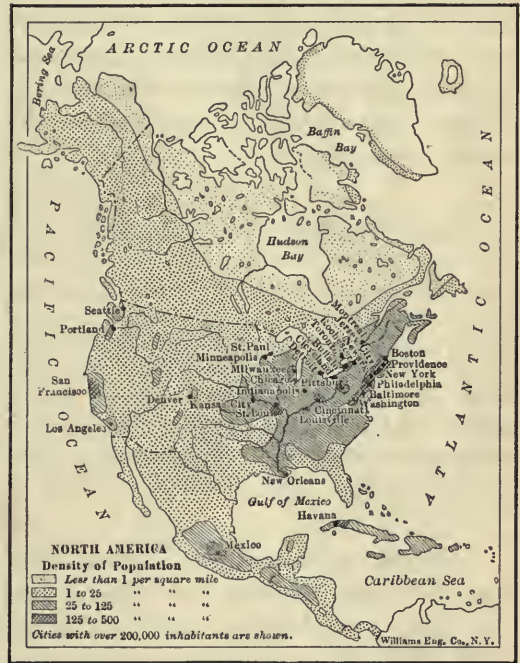 ARCTIC OCEAN
Bering Sea
Baffin
Bay
Hudson
Bay
PACIFIC OCEAN
ATLANTIC OCEAN
Seattle
Portland
San
Francisco
Los Angeles
Denver
Kansas City
St. Paul
Minneapolis
Milwaukee
Chicago
Indianapolis
St. Louis
Montreal
Toronto
Pittsb
Cincinnati
Louisville
Boston
Providence
New York
Philadelphia
Baltimore
Washington
New Orleans
Gulf of Mexico
Havana
Mexico
Caribbean Sea
NORTH AMERICA
Density of Population
Less than 1 per square mile
1 to 25 " " "
25 to 125 " " "
125 to 500 " " "
Cities with over 200,000 inhabitants are shown.
Williams Eng. Co., N.Y.